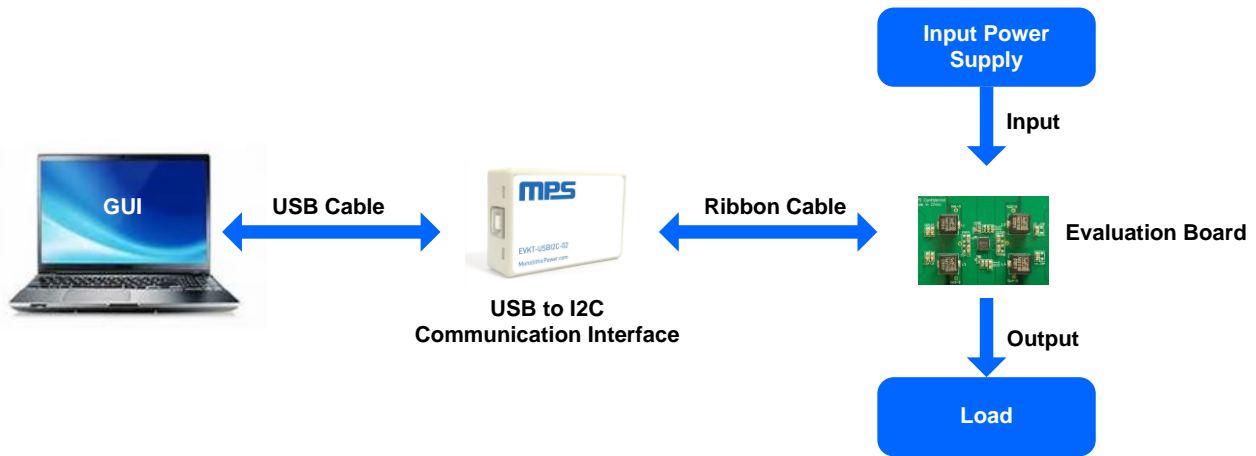 Input Power
Supply
Input
GUI
USB Cable
MPS
EVKT-USBI2C-02
MonolithicPower.com
Ribbon Cable
Evaluation Board
USB to I2C
Communication Interface
Output
Load